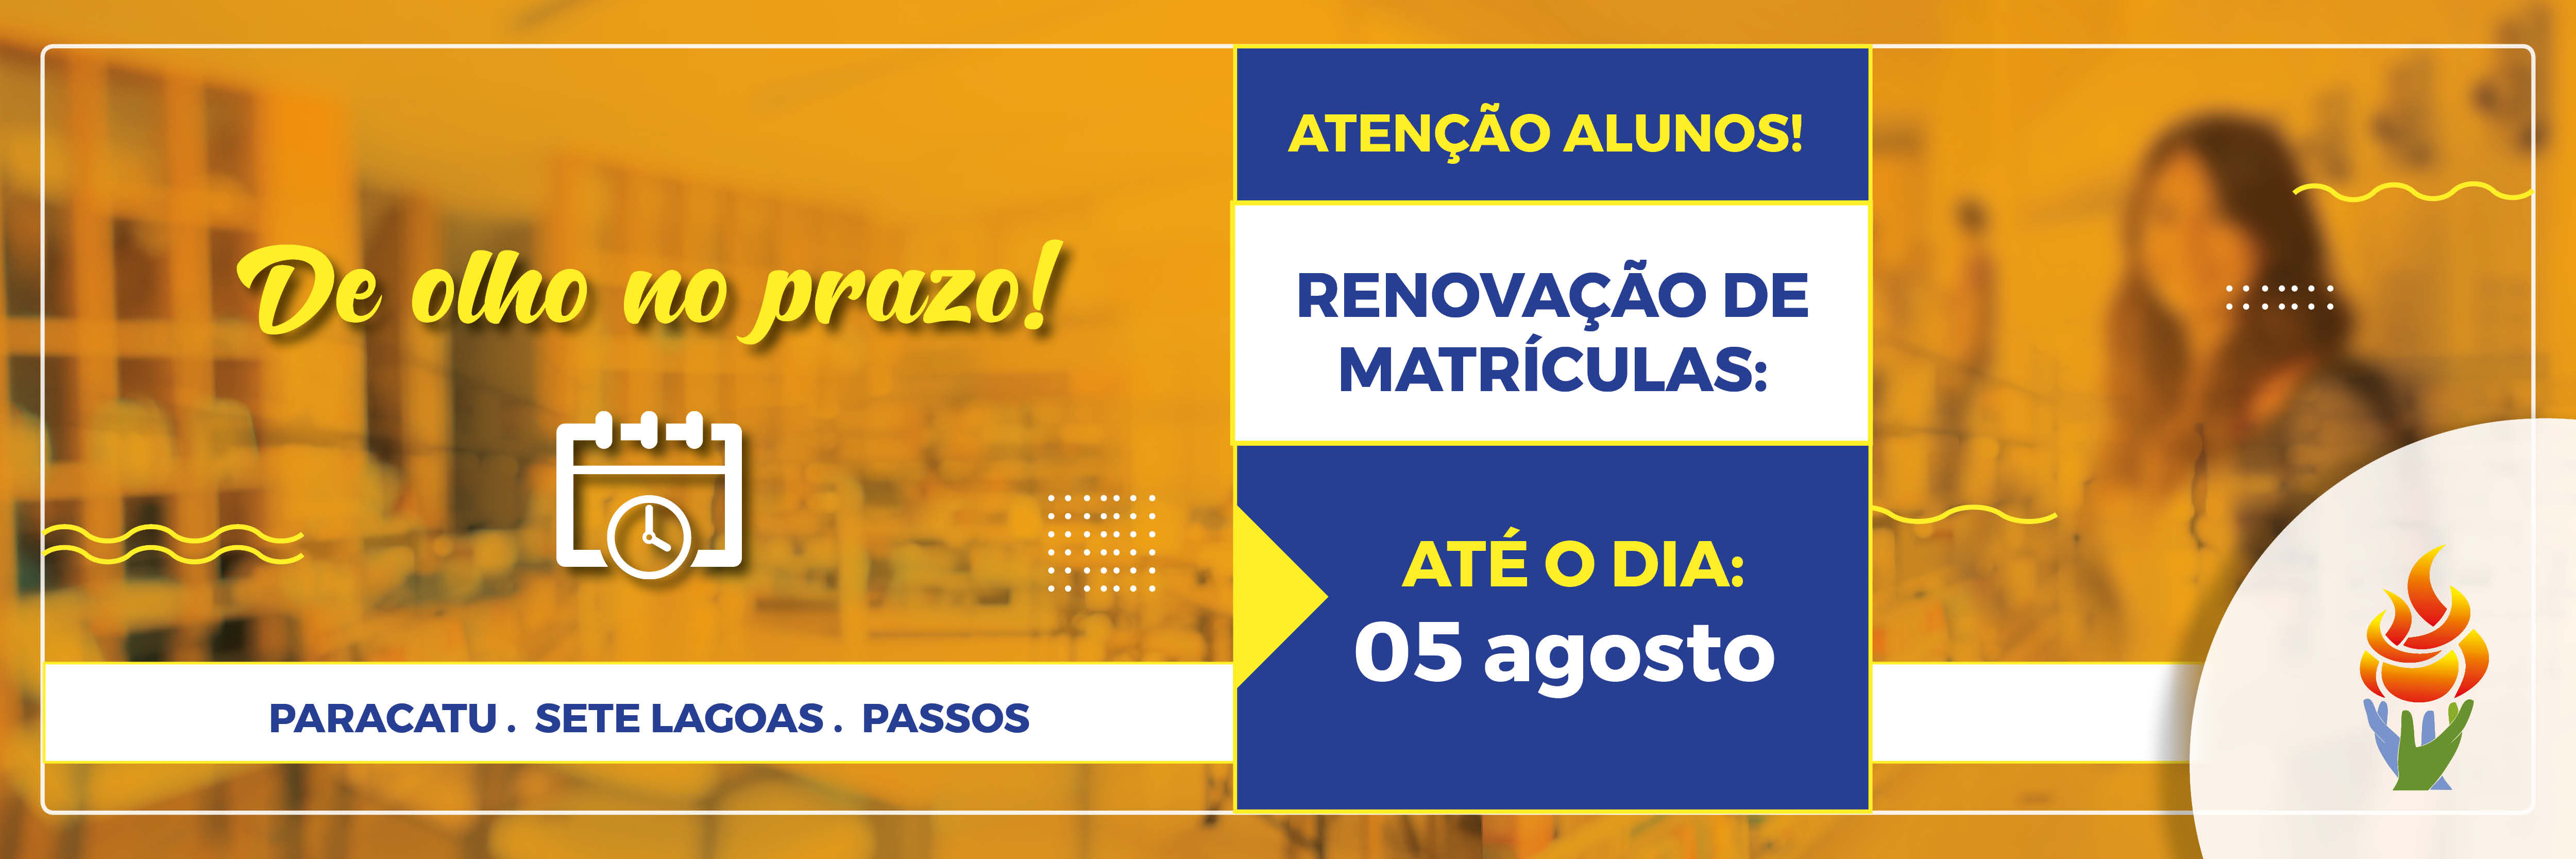 De olho no prazo!
PARACATU . SETE LAGOAS . PASSOS
ATENÇÃO ALUNOS!
RENOVAÇÃO DE
MATRÍCULAS:
ATÉ O DIA:
05 agosto